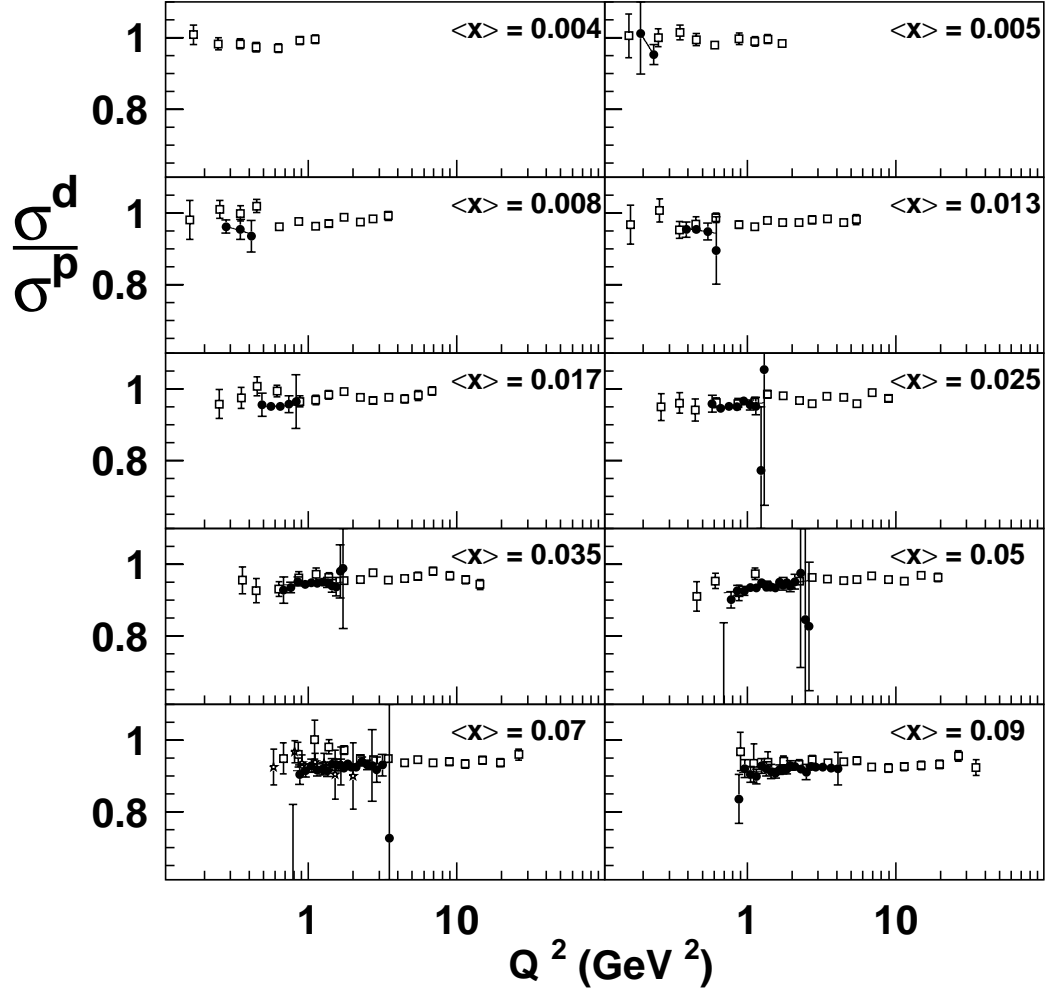 σ^d
σ^p
1
0.8
<x> = 0.004
<x> = 0.005
1
0.8
<x> = 0.008
<x> = 0.013
1
0.8
<x> = 0.017
<x> = 0.025
1
0.8
<x> = 0.035
<x> = 0.05
1
0.8
<x> = 0.07
<x> = 0.09
1 10 1 10
Q ² (GeV ²)